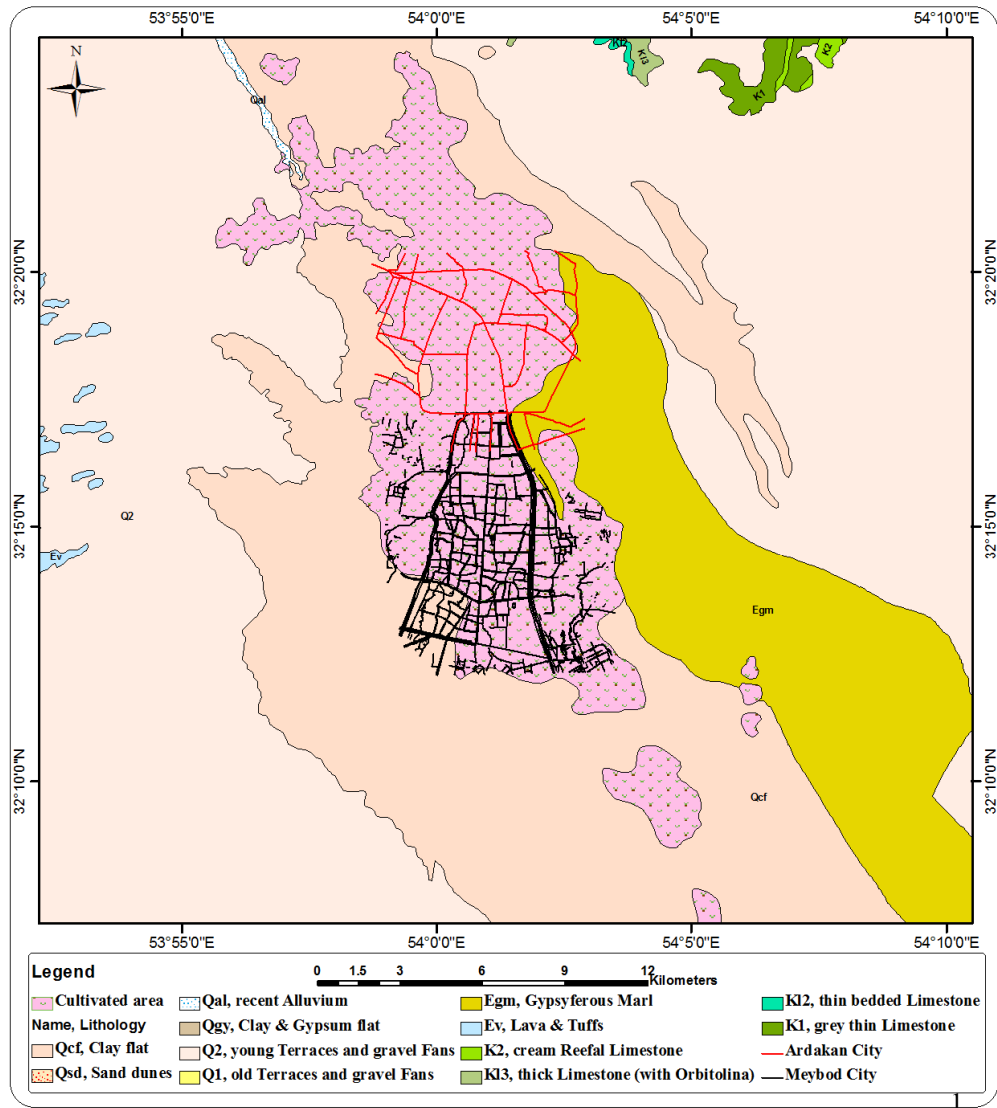 53°55'0"E 54°0'0"E 54°5'0"E 54°10'0"E
N
Kl2
Kl3
K2
K1
Qal
32°20'0"N 32°20'0"N
Q2
32°15'0"N 32°15'0"N
Ev
Egm
32°10'0"N 32°10'0"N
Qcf
53°55'0"E 54°0'0"E 54°5'0"E 54°10'0"E
Legend
0 1.5 3 6 9 12
Kilometers
Cultivated area
Name, Lithology
Qcf, Clay flat
Qsd, Sand dunes
Qal, recent Alluvium
Qgy, Clay & Gypsum flat
Q2, young Terraces and gravel Fans
Q1, old Terraces and gravel Fans
Egm, Gypsyferous Marl
Ev, Lava & Tuffs
K2, cream Reefal Limestone
Kl3, thick Limestone (with Orbitolina)
Kl2, thin bedded Limestone
K1, grey thin Limestone
Ardakan City
Meybod City
1